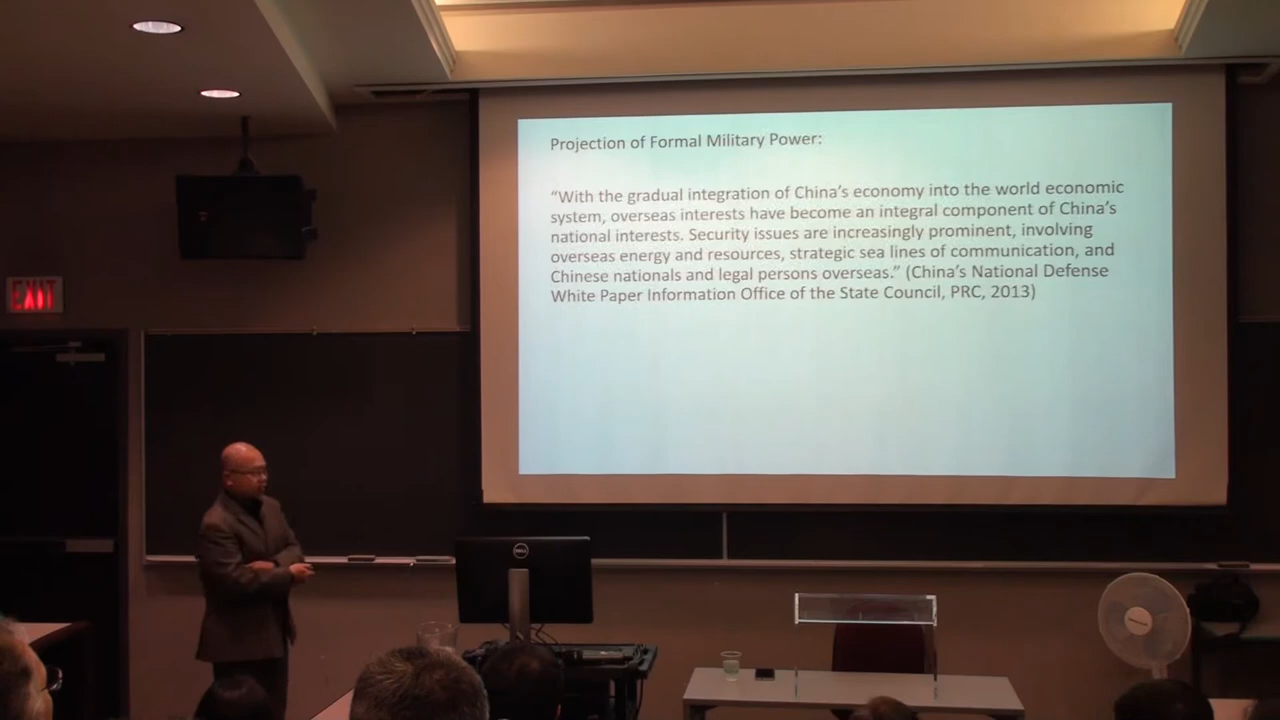 Projection of Formal Military Power:
“With the gradual integration of China’s economy into the world economic
system, overseas interests have become an integral component of China’s
national interests. Security issues are increasingly prominent, involving
overseas energy and resources, strategic sea lines of communication, and
Chinese nationals and legal persons overseas.” (China’s National Defense
White Paper Information Office of the State Council, PRC, 2013)
EXIT
DELL